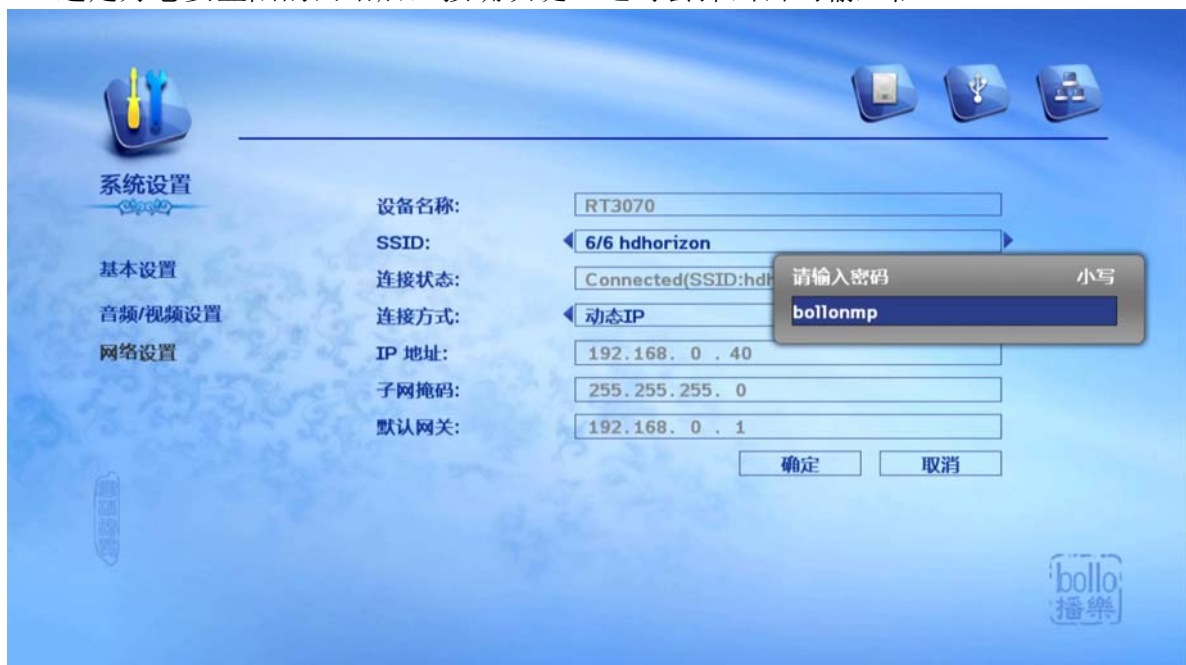 系统设置
基本设置
音频/视频设置
网络设置
设备名称: RT3070
SSID: 6/6 hdhorizon
连接状态: Connected(SSID:hdh
连接方式: 动态IP
IP 地址: 192.168. 0 .40
子网掩码: 255.255.255. 0
默认网关: 192.168. 0 . 1
请输入密码 小写
bollonmp
确定 取消
bollo
播樂